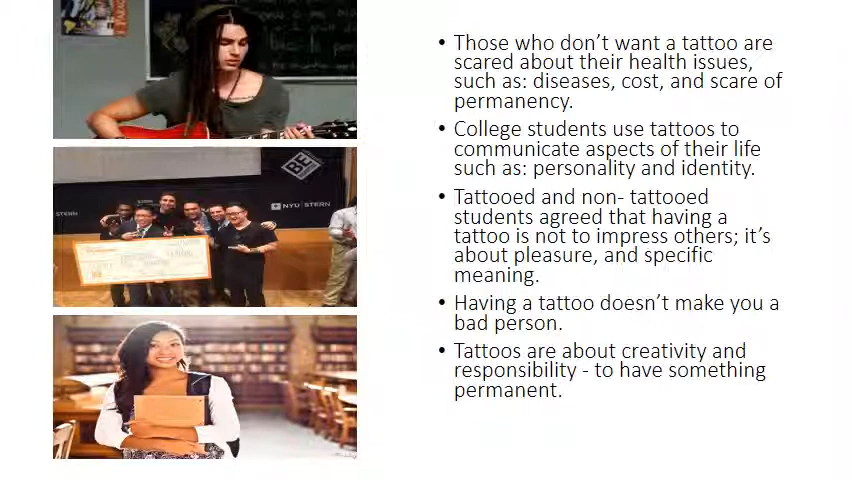 STERN
BE
NYU STERN
• Those who don’t want a tattoo are
scared about their health issues,
such as: diseases, cost, and scare of
permanency.
• College students use tattoos to
communicate aspects of their life
such as: personality and identity.
• Tattooed and non- tattooed
students agreed that having a
tattoo is not to impress others; it’s
about pleasure, and specific
meaning.
• Having a tattoo doesn’t make you a
bad person.
• Tattoos are about creativity and
responsibility - to have something
permanent.